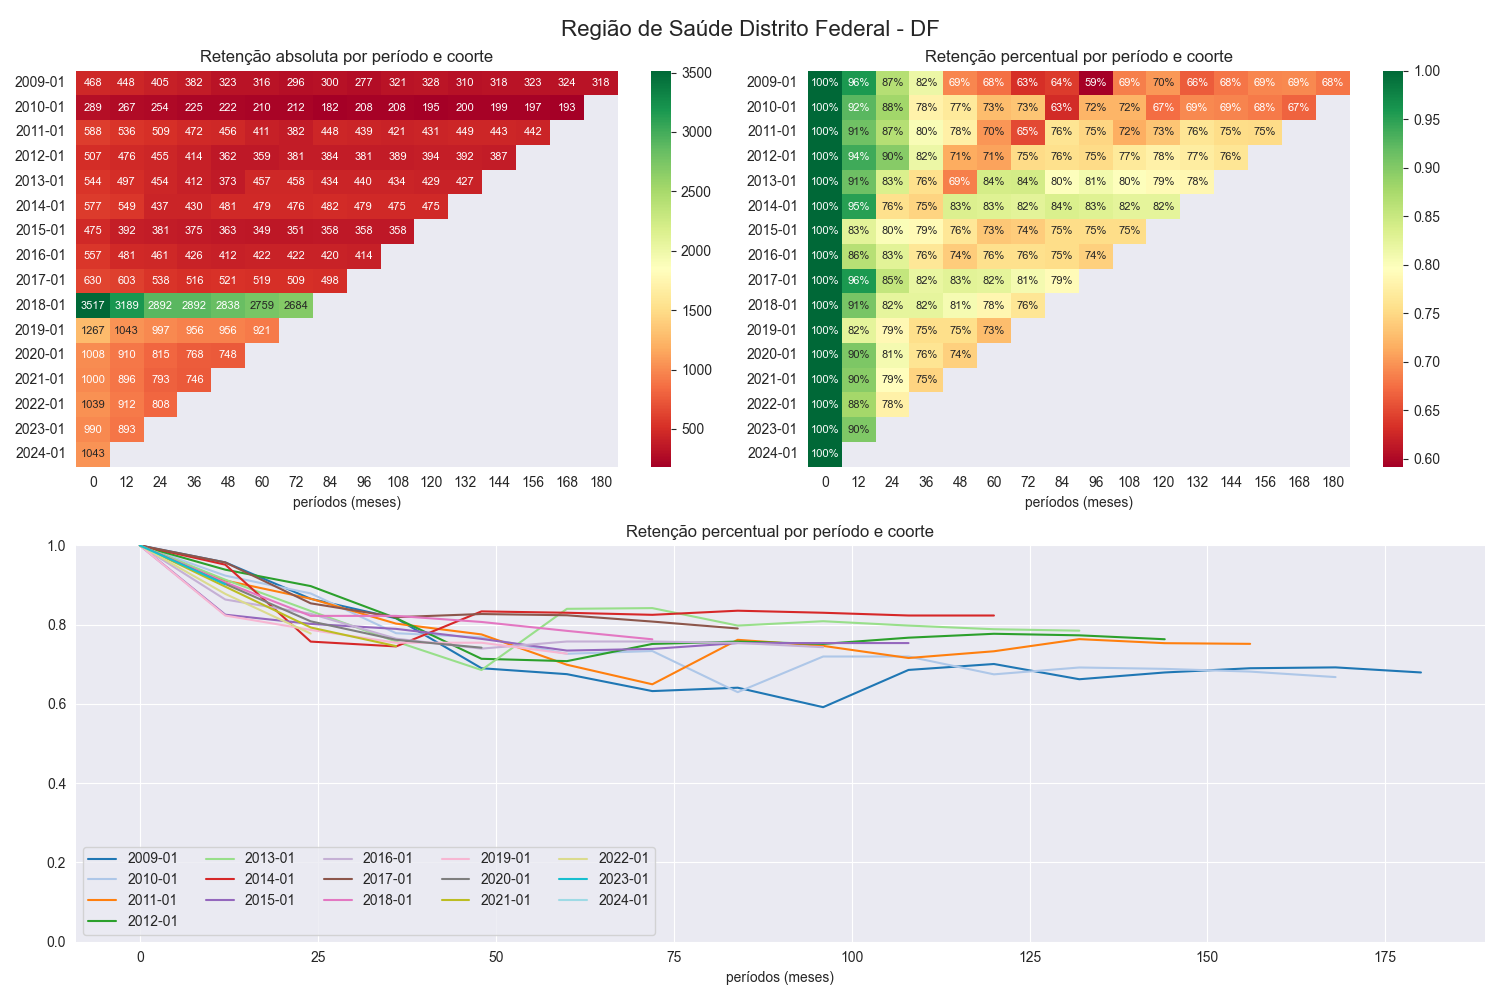 Região de Saúde Distrito Federal - DF
Retenção absoluta por período e coorte
2009-01 468 448 405 382 323 316 296 300 277 321 328 310 318 323 324 318
2010-01 289 267 254 225 222 210 212 182 208 208 195 200 199 197 193
2011-01 588 536 509 472 456 411 382 448 439 421 431 449 443 442
2012-01 507 476 455 414 362 359 381 384 381 389 394 392 387
2013-01 544 497 454 412 373 457 458 434 440 434 429 427
2014-01 577 549 437 430 481 479 476 482 479 475 475
2015-01 475 392 381 375 363 349 351 358 358 358
2016-01 557 481 461 426 412 422 422 420 414
2017-01 630 603 538 516 521 519 509 498
2018-01 3517 3189 2892 2892 2838 2759 2684
2019-01 1267 1043 997 956 956 921
2020-01 1008 910 815 768 748
2021-01 1000 896 793 746
2022-01 1039 912 808
2023-01 990 893
2024-01 1043
0 12 24 36 48 60 72 84 96 108 120 132 144 156 168 180
períodos (meses)
3500
3000
2500
2000
1500
1000
500
Retenção percentual por período e coorte
2009-01 100% 96% 87% 82% 69% 68% 63% 64% 59% 69% 70% 66% 68% 69% 69% 68%
2010-01 100% 92% 88% 78% 77% 73% 73% 63% 72% 72% 67% 69% 69% 68% 67%
2011-01 100% 91% 87% 80% 78% 70% 65% 76% 75% 72% 73% 76% 75% 75%
2012-01 100% 94% 90% 82% 71% 71% 75% 76% 75% 77% 78% 77% 76%
2013-01 100% 91% 83% 76% 69% 84% 84% 80% 81% 80% 79% 78%
2014-01 100% 95% 76% 75% 83% 83% 82% 84% 83% 82% 82%
2015-01 100% 83% 80% 79% 76% 73% 74% 75% 75% 75%
2016-01 100% 86% 83% 76% 74% 76% 76% 75% 74%
2017-01 100% 96% 85% 82% 83% 82% 81% 79%
2018-01 100% 91% 82% 82% 81% 78% 76%
2019-01 100% 82% 79% 75% 75% 73%
2020-01 100% 90% 81% 76% 74%
2021-01 100% 90% 79% 75%
2022-01 100% 88% 78%
2023-01 100% 90%
2024-01 100%
0 12 24 36 48 60 72 84 96 108 120 132 144 156 168 180
períodos (meses)
1.00
0.95
0.90
0.85
0.80
0.75
0.70
0.65
0.60
Retenção percentual por período e coorte
1.0
0.8
0.6
0.4
0.2
0.0
2009-01 2013-01 2016-01 2019-01 2022-01
2010-01 2014-01 2017-01 2020-01 2023-01
2011-01 2015-01 2018-01 2021-01 2024-01
2012-01
0 25 50 75 100 125 150 175
períodos (meses)